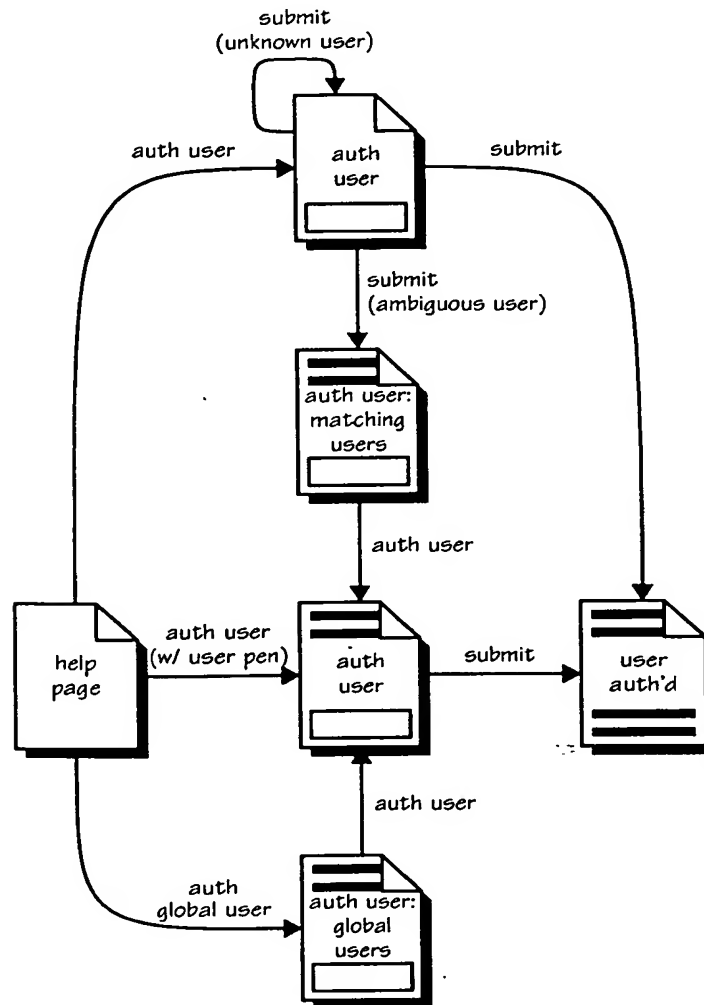 submit
(unknown user)
auth user
auth
user
submit
submit
(ambiguous user)
auth user:
matching
users
auth user
help
page
auth user
(w/ user pen)
auth
user
submit
user
auth'd
auth user
auth
global user
auth user:
global
users